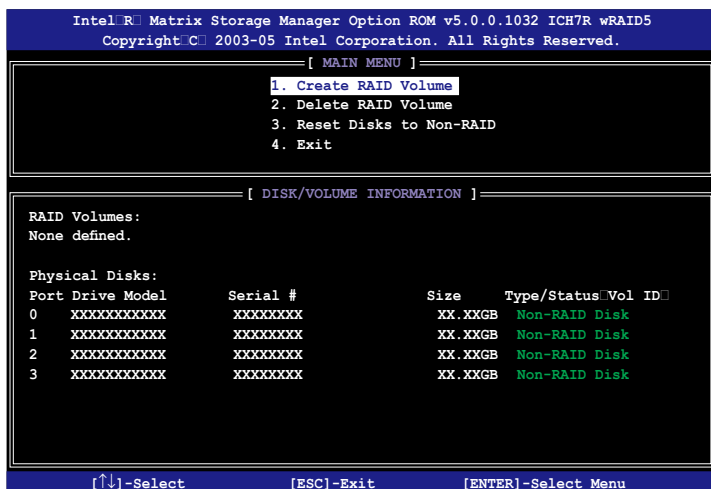 Intel□R□ Matrix Storage Manager Option ROM v5.0.0.1032 ICH7R wRAID5
Copyright□C□ 2003-05 Intel Corporation. All Rights Reserved.
[ MAIN MENU ]
1. Create RAID Volume
2. Delete RAID Volume
3. Reset Disks to Non-RAID
4. Exit
[ DISK/VOLUME INFORMATION ]
RAID Volumes:
None defined.
Physical Disks:
Port Drive Model Serial # Size Type/Status□Vol ID□
0 XXXXXXXXXXX XXXXXXXX XX.XXGB Non-RAID Disk
1 XXXXXXXXXXX XXXXXXXX XX.XXGB Non-RAID Disk
2 XXXXXXXXXXX XXXXXXXX XX.XXGB Non-RAID Disk
3 XXXXXXXXXXX XXXXXXXX XX.XXGB Non-RAID Disk
[↑↓]-Select [ESC]-Exit [ENTER]-Select Menu